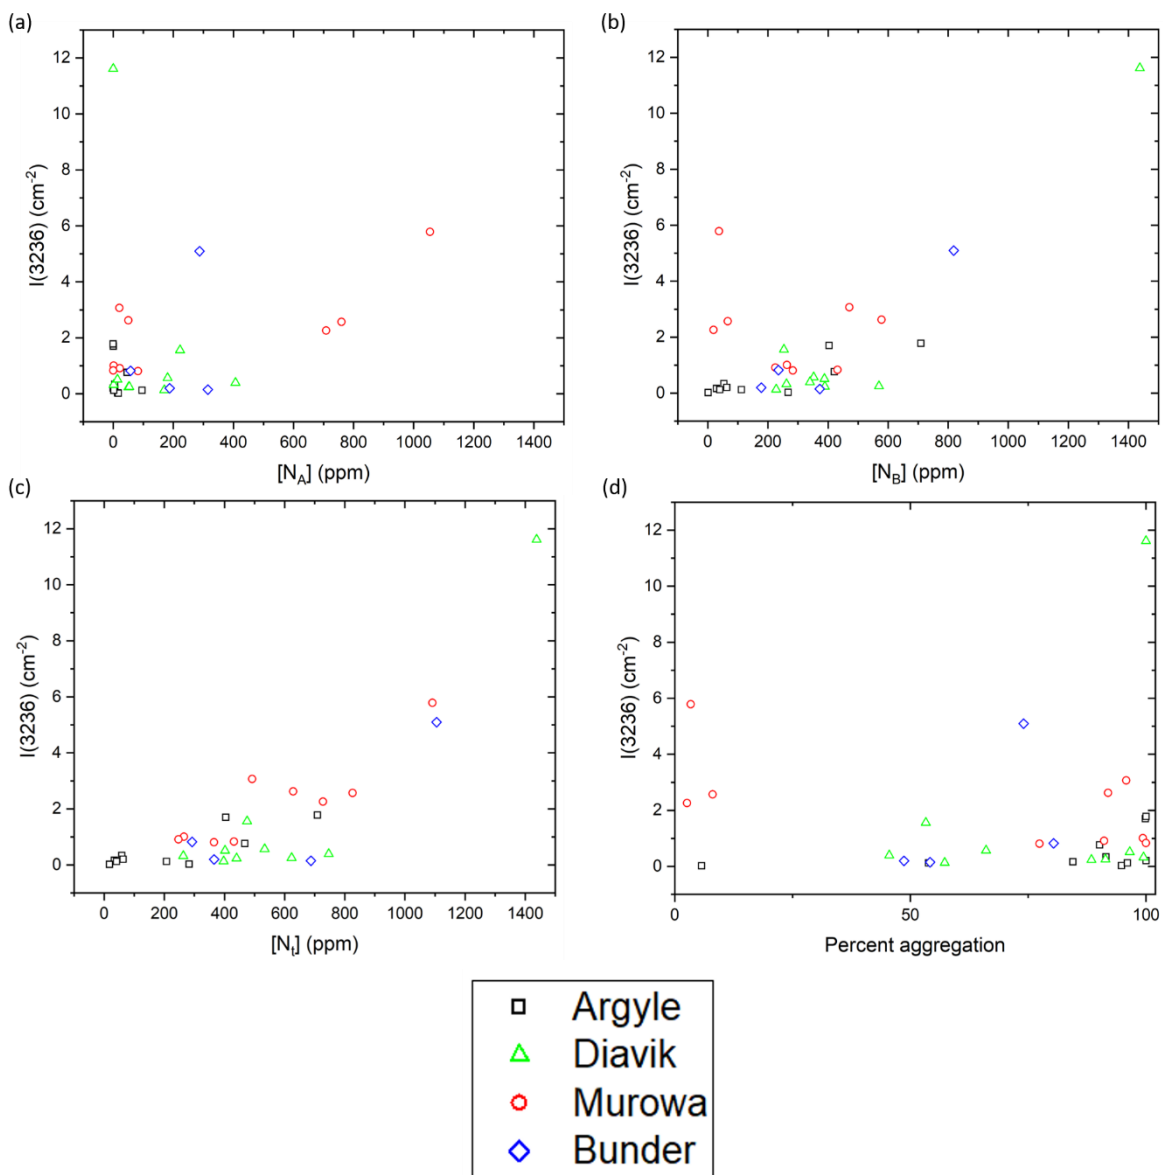 (a)
12
10
8
6
4
2
0
I(3236) (cm⁻²)
0 200 400 600 800 1000 1200 1400
[N_A] (ppm)
(b)
12
10
8
6
4
2
0
I(3236) (cm⁻²)
0 200 400 600 800 1000 1200 1400
[N_B] (ppm)
(c)
12
10
8
6
4
2
0
I(3236) (cm⁻²)
0 200 400 600 800 1000 1200 1400
[N_t] (ppm)
(d)
12
10
8
6
4
2
0
I(3236) (cm⁻²)
0 50 100
Percent aggregation
Argyle
Diavik
Murowa
Bunder